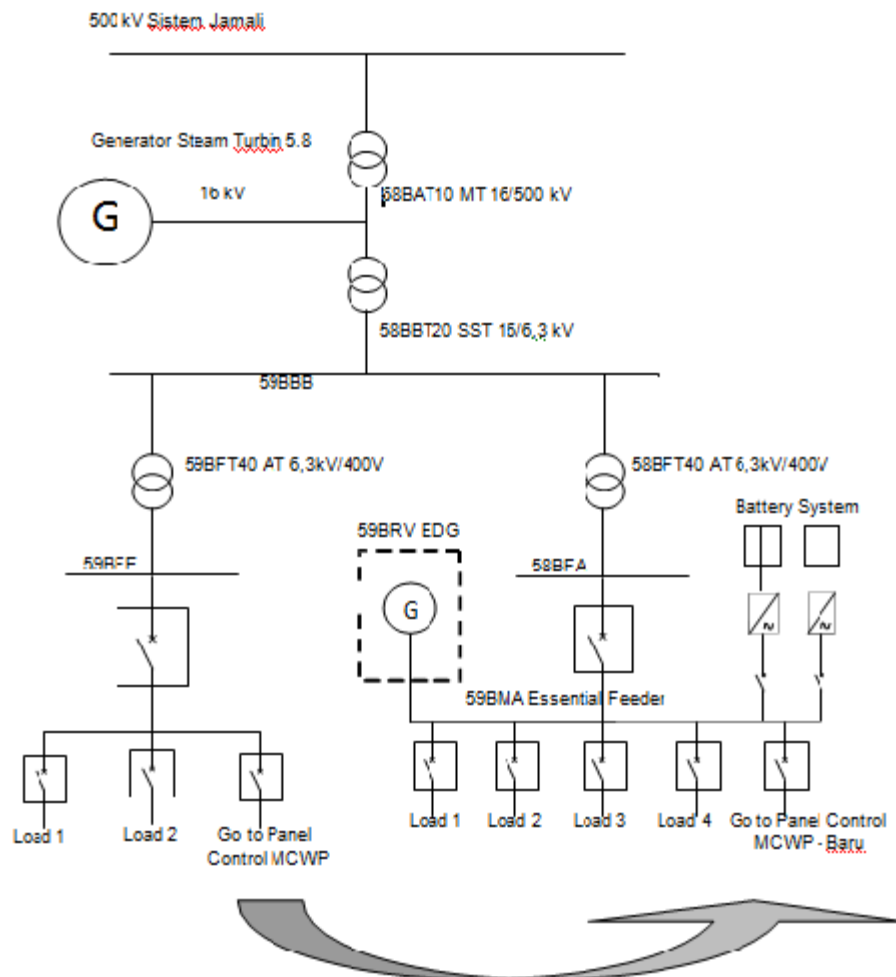 500 kV Sistem Jamali
Generator Steam Turbin 5.8
16 kV
58BAT10 MT 16/500 kV
G
58BBT20 SST 16/6,3 kV
59BBB
59BFT40 AT 6,3kV/400V
58BFT40 AT 6,3kV/400V
Battery System
59BRV EDG
59BFE
58BFA
G
59BMA Essential Feeder
Load 1
Load 2
Go to Panel
Control MCWP
Load 1
Load 2
Load 3
Load 4
Go to Panel Control
MCWP - Baru